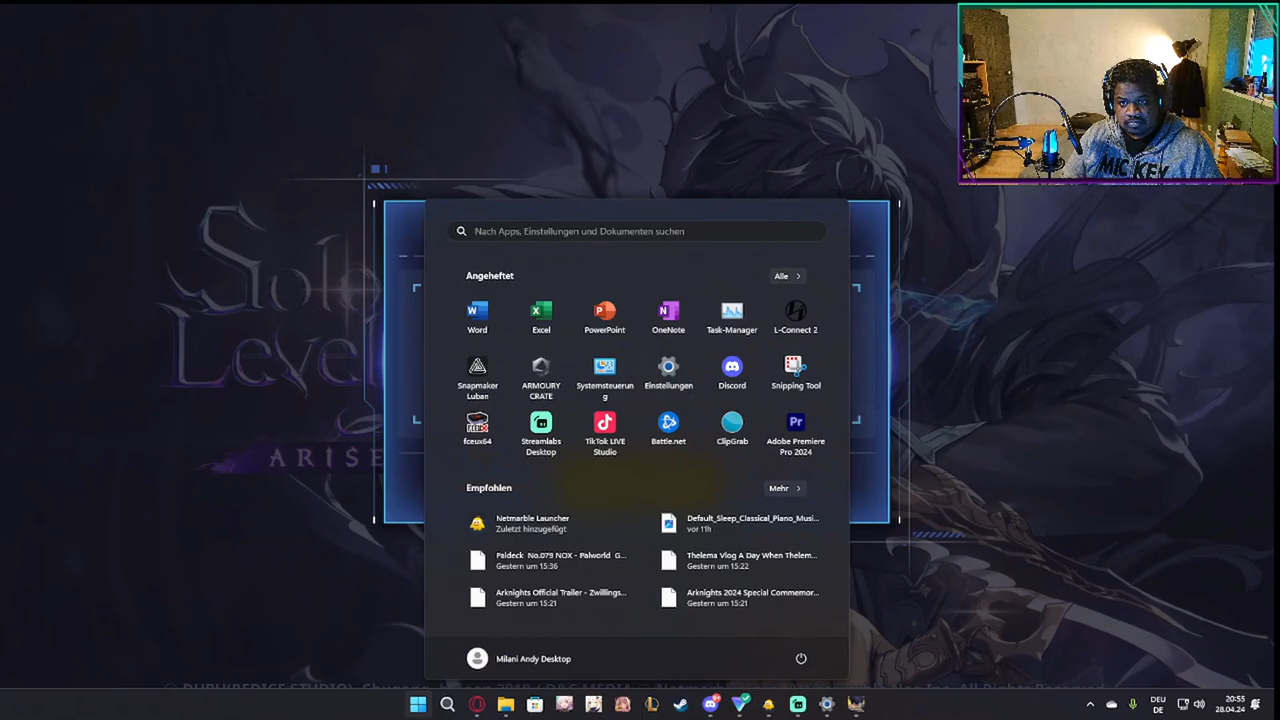 MICKEY
Solo
Level
ARISE
Nach Apps, Einstellungen und Dokumenten suchen
Angeheftet
Alle
Word
Excel
PowerPoint
OneNote
Task-Manager
L-Connect 2
Snapmaker
Luban
ARMOURY
CRATE
Systemsteuerun
g
Einstellungen
Discord
Snipping Tool
fceux64
Streamlabs
Desktop
TikTok LIVE
Studio
Battle.net
ClipGrab
Adobe Premiere
Pro 2024
Empfohlen
Mehr
Netmarble Launcher
Zuletzt hinzugefügt
Default_Sleep_Classical_Piano_Musi...
vor 11h
Paldeck No.079 NOX - Palworld G...
Gestern um 15:36
Thelema Vlog A Day When Thelem...
Gestern um 15:22
Arknights Official Trailer - Zwillings...
Gestern um 15:21
Arknights 2024 Special Commemor...
Gestern um 15:21
Milani Andy Desktop
DEU
DE
20:55
28.04.24